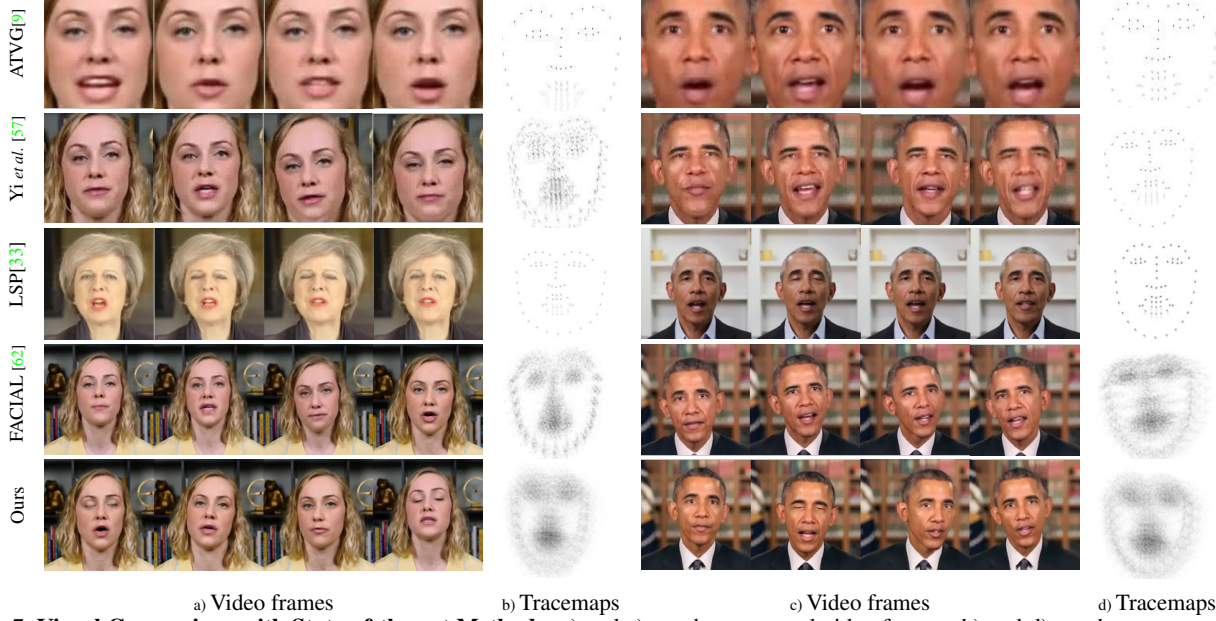 ATVG[9]
Yi et al. [57]
LSP[33]
FACIAL [62]
Ours
a) Video frames
b) Tracemaps
c) Video frames
d) Tracemaps